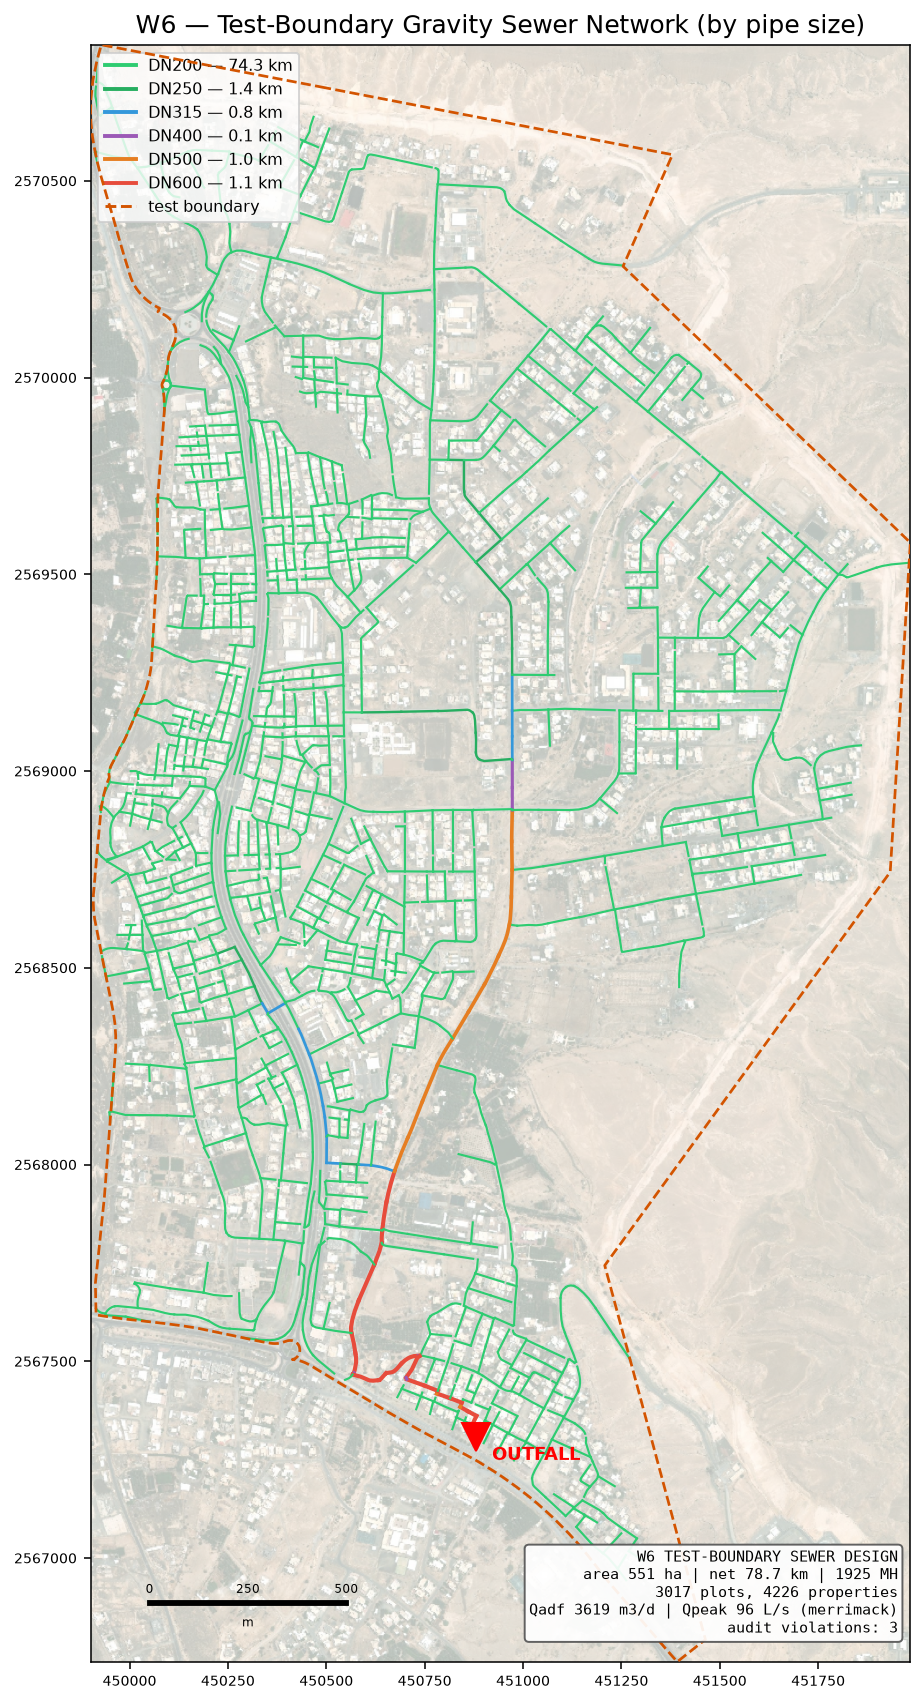 W6 — Test-Boundary Gravity Sewer Network (by pipe size)
DN200 — 74.3 km
DN250 — 1.4 km
DN315 — 0.8 km
DN400 — 0.1 km
DN500 — 1.0 km
DN600 — 1.1 km
test boundary
2570500
2570000
2569500
2569000
2568500
2568000
2567500
2567000
OUTFALL
0 250 500
m
W6 TEST-BOUNDARY SEWER DESIGN
area 551 ha | net 78.7 km | 1925 MH
3017 plots, 4226 properties
Qadf 3619 m3/d | Qpeak 96 L/s (merrimack)
audit violations: 3
450000 450250 450500 450750 451000 451250 451500 451750